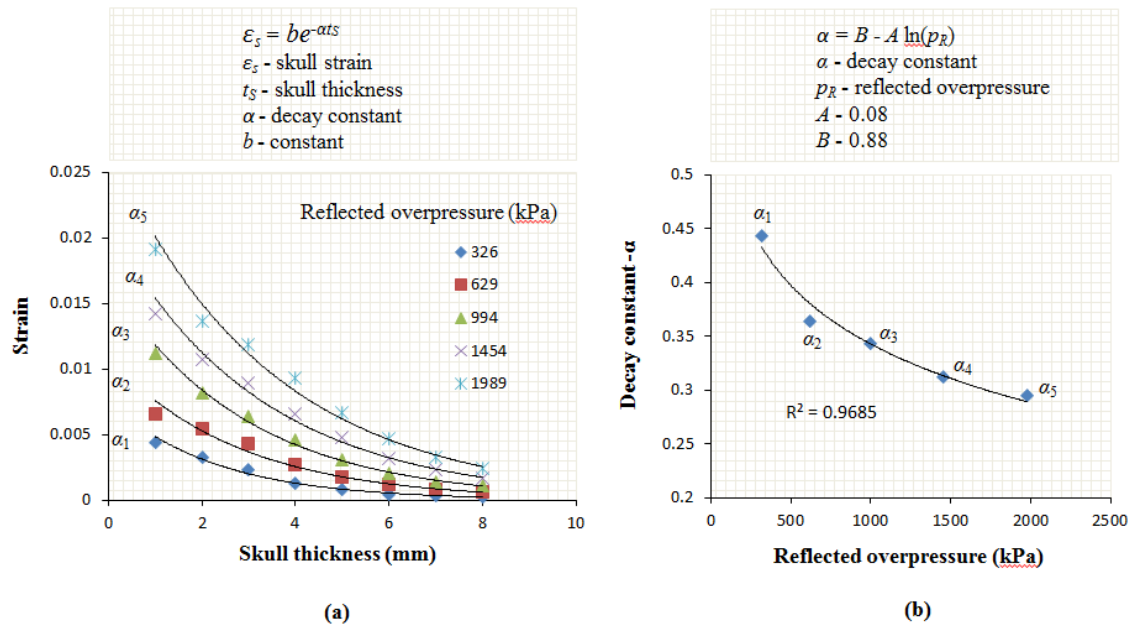 εₛ = be^-αtS
εₛ - skull strain
tS - skull thickness
α - decay constant
b - constant
0.025
0.02
0.015
0.01
0.005
0
Strain
α5
α4
α3
α2
α1
Reflected overpressure (kPa)
326
629
994
1454
1989
0 2 4 6 8 10
Skull thickness (mm)
(a)
α = B - A ln(pR)
α - decay constant
pR - reflected overpressure
A - 0.08
B - 0.88
0.5
0.45
0.4
0.35
0.3
0.25
0.2
Decay constant -α
α1
α2
α3
α4
α5
R² = 0.9685
0 500 1000 1500 2000 2500
Reflected overpressure (kPa)
(b)